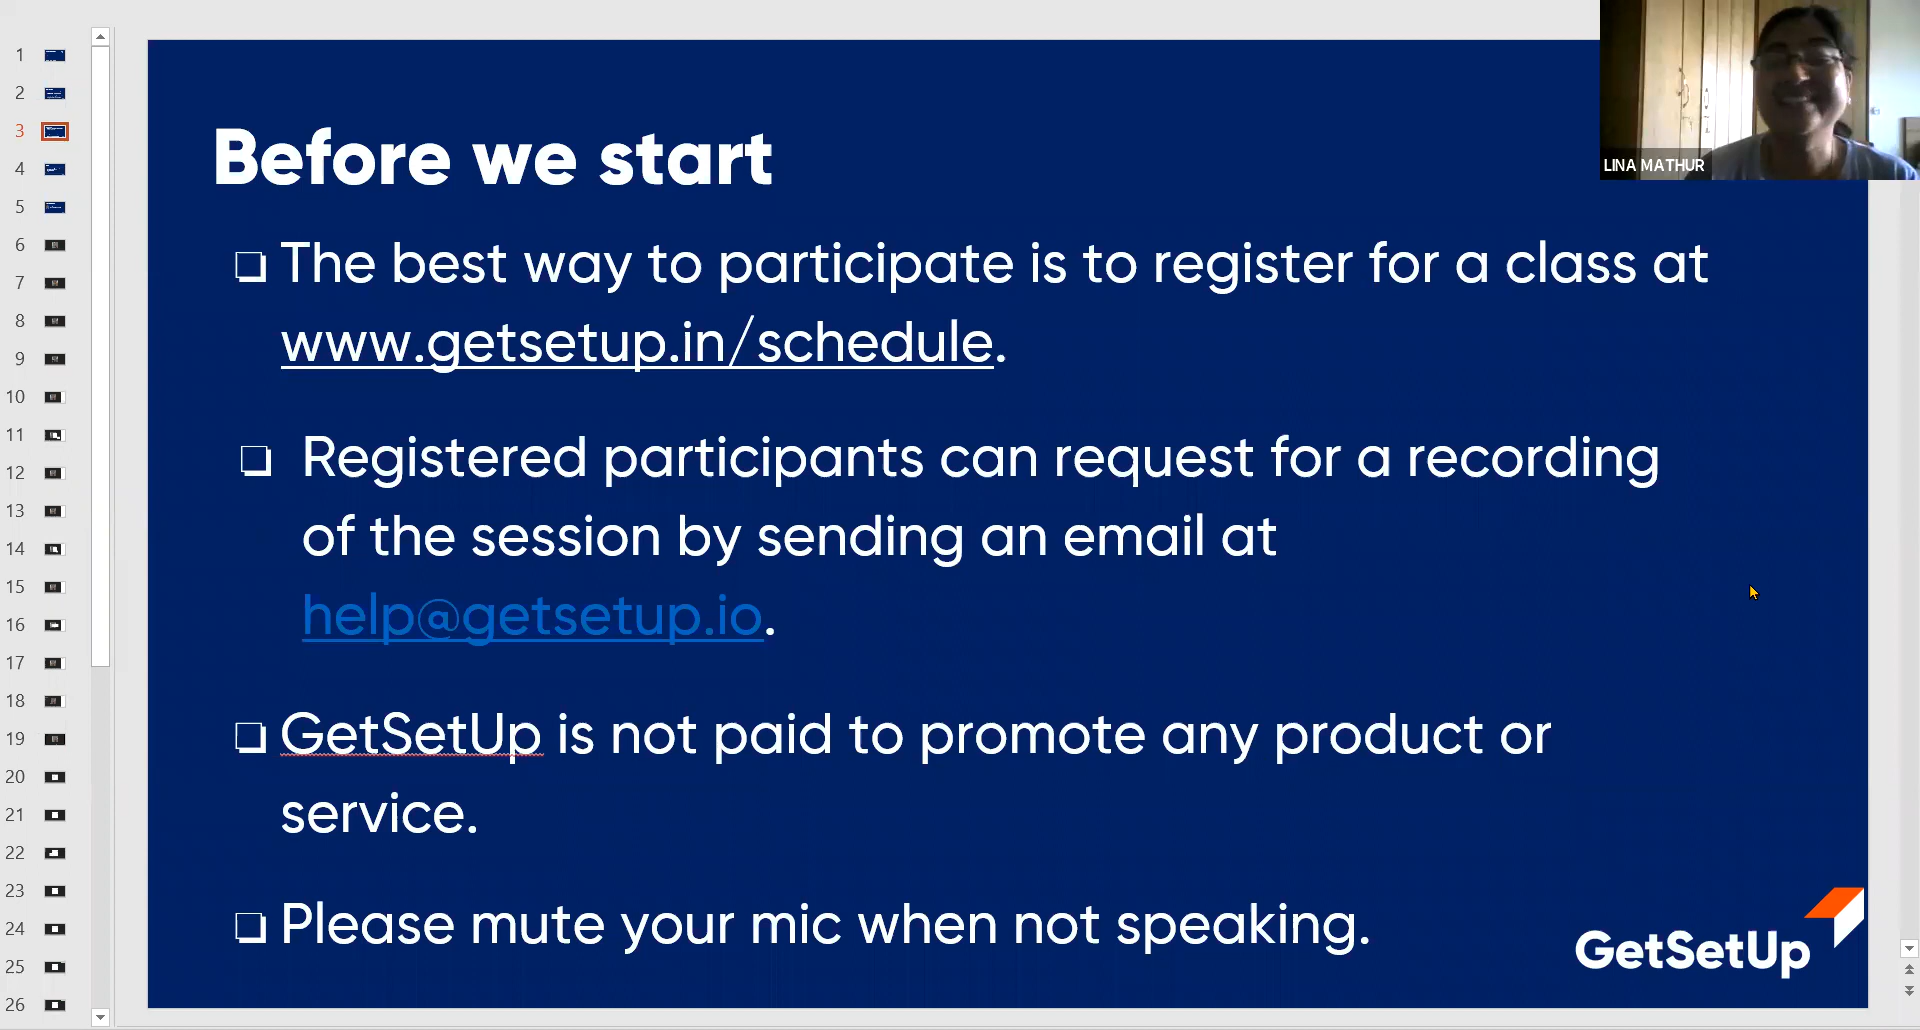 1
2
3
4
5
6
7
8
9
10
11
12
13
14
15
16
17
18
19
20
21
22
23
24
25
26
Before we start
❑ The best way to participate is to register for a class at
www.getsetup.in/schedule.
❑ Registered participants can request for a recording
of the session by sending an email at
help@getsetup.io.
❑ GetSetUp is not paid to promote any product or
service.
❑ Please mute your mic when not speaking.
GetSetUp
LINA MATHUR